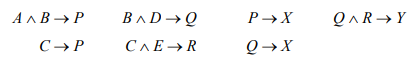 A ∧ B → P B ∧ D → Q P → X Q ∧ R → Y
C → P C ∧ E → R Q → X